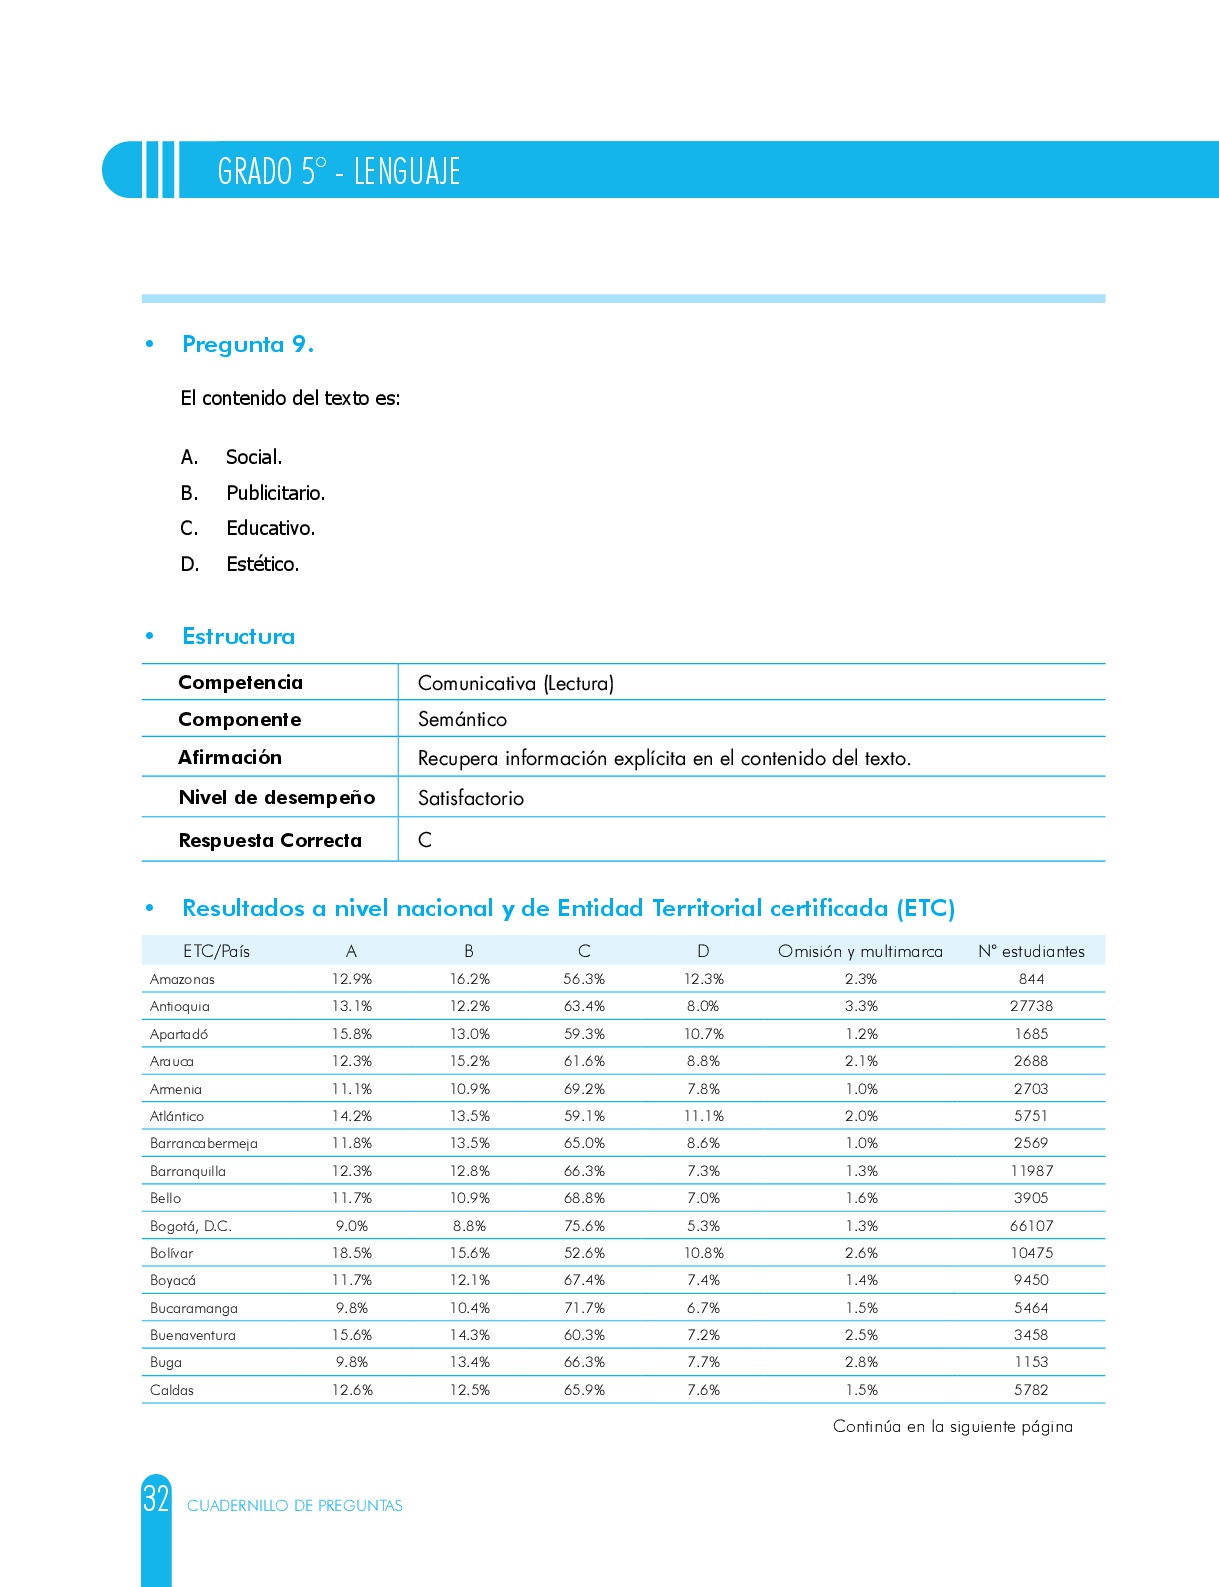 GRADO 5° - LENGUAJE
• Pregunta 9.
El contenido del texto es:
A. Social.
B. Publicitario.
C. Educativo.
D. Estético.
• Estructura
Competencia Comunicativa (Lectura)
Componente Semántico
Afirmación Recupera información explícita en el contenido del texto.
Nivel de desempeño Satisfactorio
Respuesta Correcta C
• Resultados a nivel nacional y de Entidad Territorial certificada (ETC)
ETC/País A B C D Omisión y multimarca N° estudiantes
Amazonas 12.9% 16.2% 56.3% 12.3% 2.3% 844
Antioquia 13.1% 12.2% 63.4% 8.0% 3.3% 27738
Apartadó 15.8% 13.0% 59.3% 10.7% 1.2% 1685
Arauca 12.3% 15.2% 61.6% 8.8% 2.1% 2688
Armenia 11.1% 10.9% 69.2% 7.8% 1.0% 2703
Atlántico 14.2% 13.5% 59.1% 11.1% 2.0% 5751
Barrancabermeja 11.8% 13.5% 65.0% 8.6% 1.0% 2569
Barranquilla 12.3% 12.8% 66.3% 7.3% 1.3% 11987
Bello 11.7% 10.9% 68.8% 7.0% 1.6% 3905
Bogotá, D.C. 9.0% 8.8% 75.6% 5.3% 1.3% 66107
Bolívar 18.5% 15.6% 52.6% 10.8% 2.6% 10475
Boyacá 11.7% 12.1% 67.4% 7.4% 1.4% 9450
Bucaramanga 9.8% 10.4% 71.7% 6.7% 1.5% 5464
Buenaventura 15.6% 14.3% 60.3% 7.2% 2.5% 3458
Buga 9.8% 13.4% 66.3% 7.7% 2.8% 1153
Caldas 12.6% 12.5% 65.9% 7.6% 1.5% 5782
Continúa en la siguiente página
32 CUADERNILLO DE PREGUNTAS